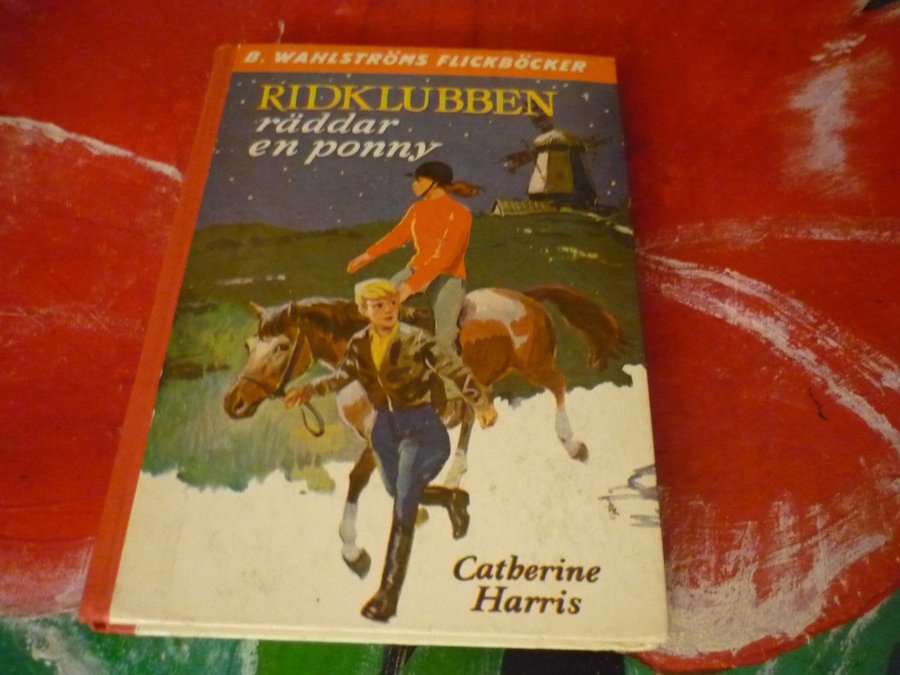 B. WAHLSTRÖMS FLICKBÖCKER
RIDKLUBBEN
räddar
en ponny
Catherine
Harris